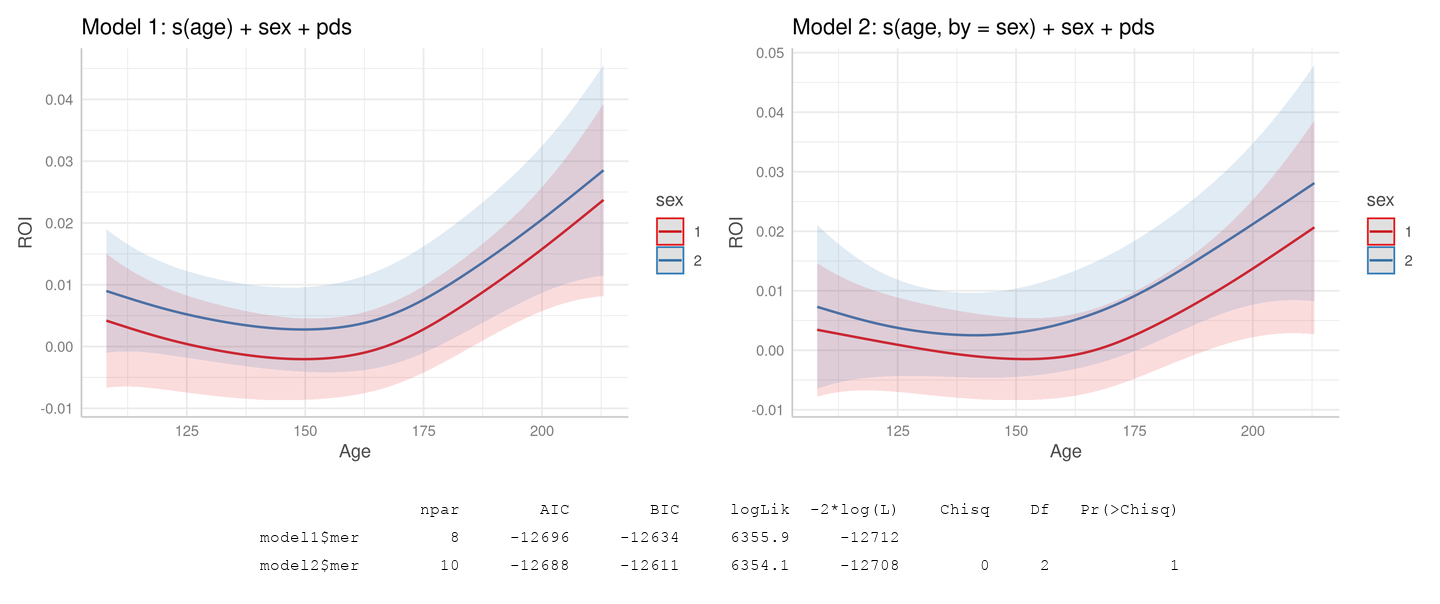 Model 1: s(age) + sex + pds
0.04
0.03
0.02
0.01
0.00
-0.01
ROI
125 150 175 200
Age
sex
1
2
Model 2: s(age, by = sex) + sex + pds
0.05
0.04
0.03
0.02
0.01
0.00
-0.01
ROI
125 150 175 200
Age
sex
1
2
npar AIC BIC logLik -2*log(L) Chisq Df Pr(>Chisq)
model1$mer 8 -12696 -12634 6355.9 -12712
model2$mer 10 -12688 -12611 6354.1 -12708 0 2 1